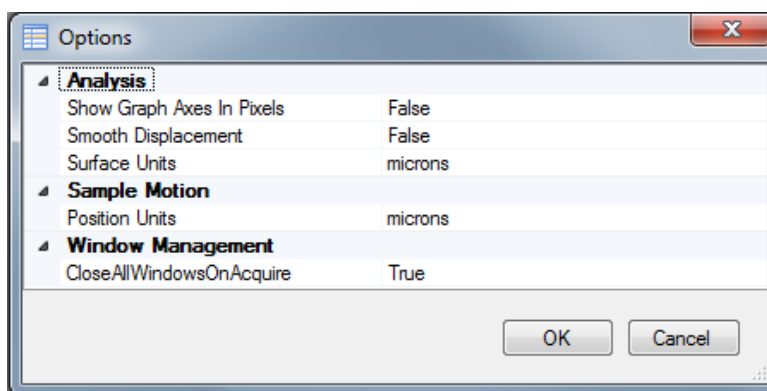 Options
Analysis
Show Graph Axes In Pixels False
Smooth Displacement False
Surface Units microns
Sample Motion
Position Units microns
Window Management
CloseAllWindowsOnAcquire True
OK Cancel